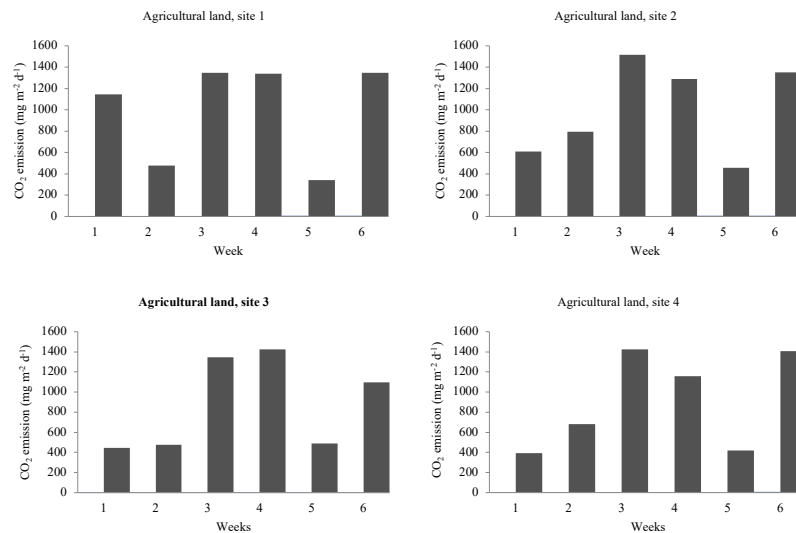 Agricultural land, site 1
CO2 emission (mg m-2 d-1)
1600
1400
1200
1000
800
600
400
200
0
1 2 3 4 5 6
Week
Agricultural land, site 2
CO2 emission (mg m-2 d-1)
1600
1400
1200
1000
800
600
400
200
0
1 2 3 4 5 6
Week
Agricultural land, site 3
CO2 emission (mg m-2 d-1)
1600
1400
1200
1000
800
600
400
200
0
1 2 3 4 5 6
Weeks
Agricultural land, site 4
CO2 emission (mg m-2 d-1)
1600
1400
1200
1000
800
600
400
200
0
1 2 3 4 5 6
Weeks